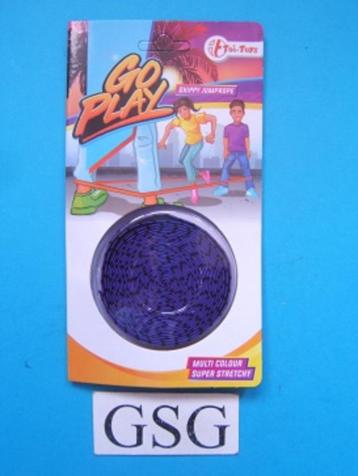 Toi-Toys
GO
PLAY
SKIPPY JUMPROPE
MULTI COLOUR
SUPER STRETCHY
GSG